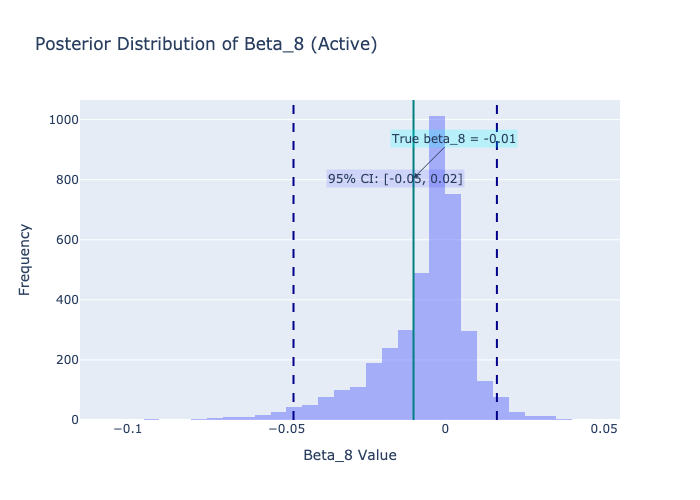 Posterior Distribution of Beta_8 (Active)
1000
True beta_8 = -0.01
800
95% CI: [-0.05, 0.02]
600
400
200
0
Frequency
−0.1
−0.05
0
0.05
Beta_8 Value